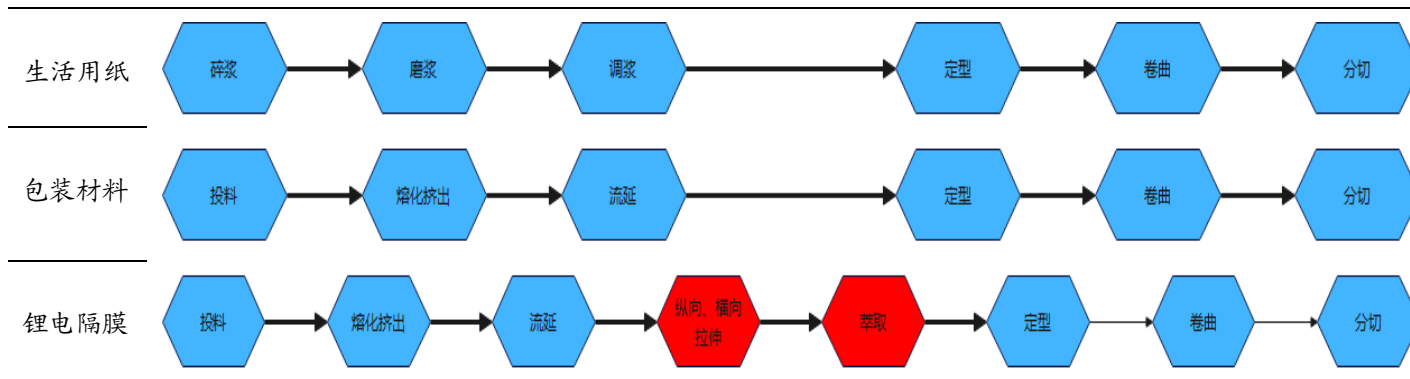 生活用纸
碎浆
磨浆
调浆
定型
卷曲
分切
包装材料
投料
熔化挤出
流延
定型
卷曲
分切
锂电隔膜
投料
熔化挤出
流延
纵向、横向
拉伸
萃取
定型
卷曲
分切